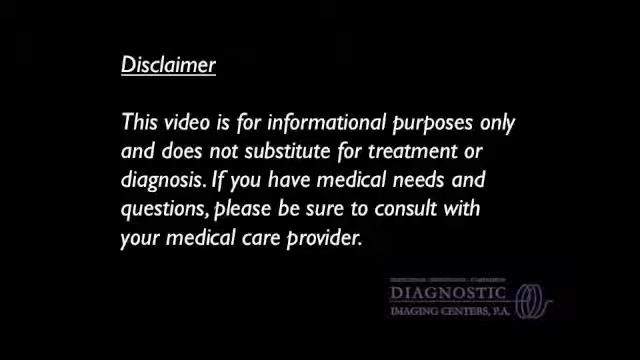 Disclaimer
This video is for informational purposes only
and does not substitute for treatment or
diagnosis. If you have medical needs and
questions, please be sure to consult with
your medical care provider.
DIAGNOSTIC
IMAGING CENTERS, P.A.